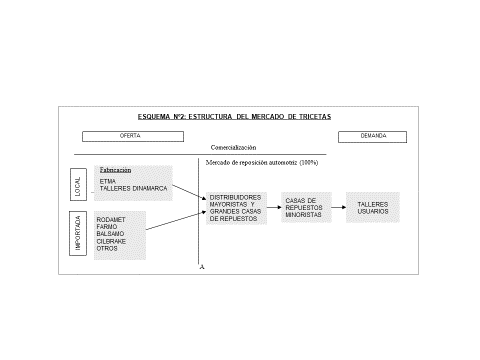 ESQUEMA Nº2: ESTRUCTURA DEL MERCADO DE TRICETAS
OFERTA
DEMANDA
Comercialización
Mercado de reposición automotriz (100%)
LOCAL
Fabricación
ETMA
TALLERES DINAMARCA
IMPORTADA
RODAMET
FARMO
BALSAMO
CILBRAKE
OTROS
DISTRIBUIDORES
MAYORISTAS Y
GRANDES CASAS
DE REPUESTOS
CASAS DE
REPUESTOS
MINORISTAS
TALLERES
USUARIOS
A